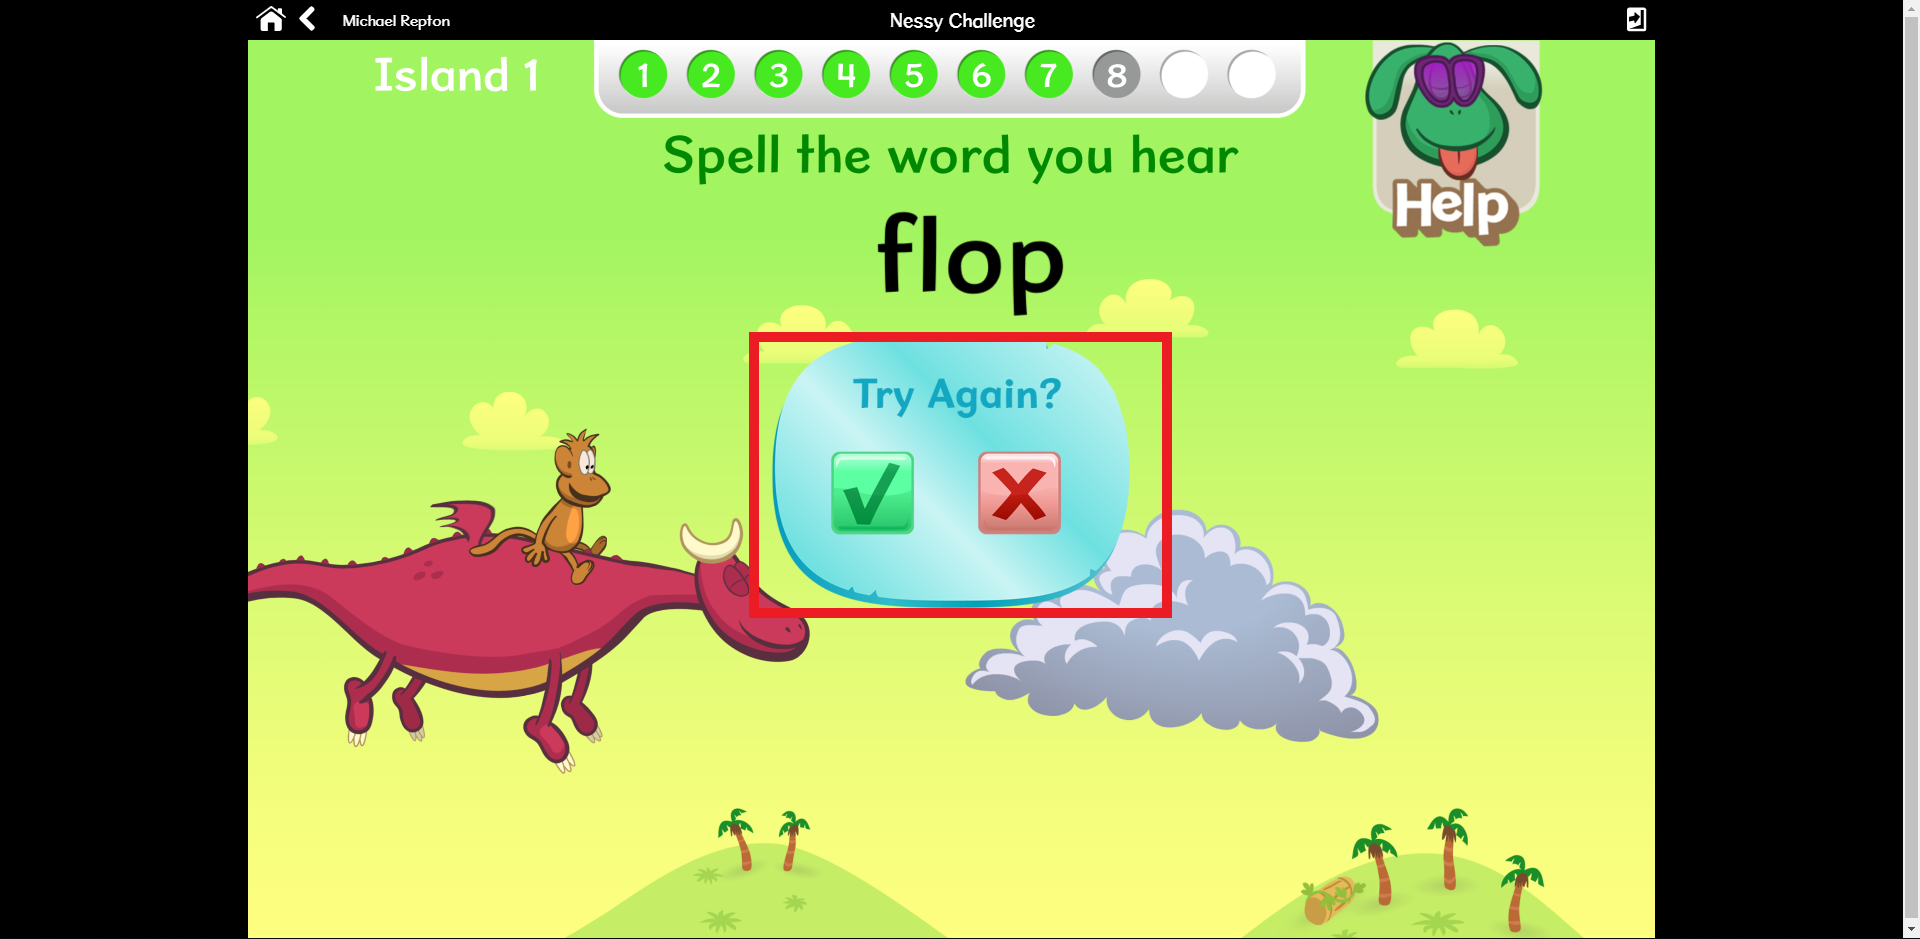 Michael Repton
Nessy Challenge
Island 1
1 2 3 4 5 6 7 8
Help
Spell the word you hear
flop
Try Again?